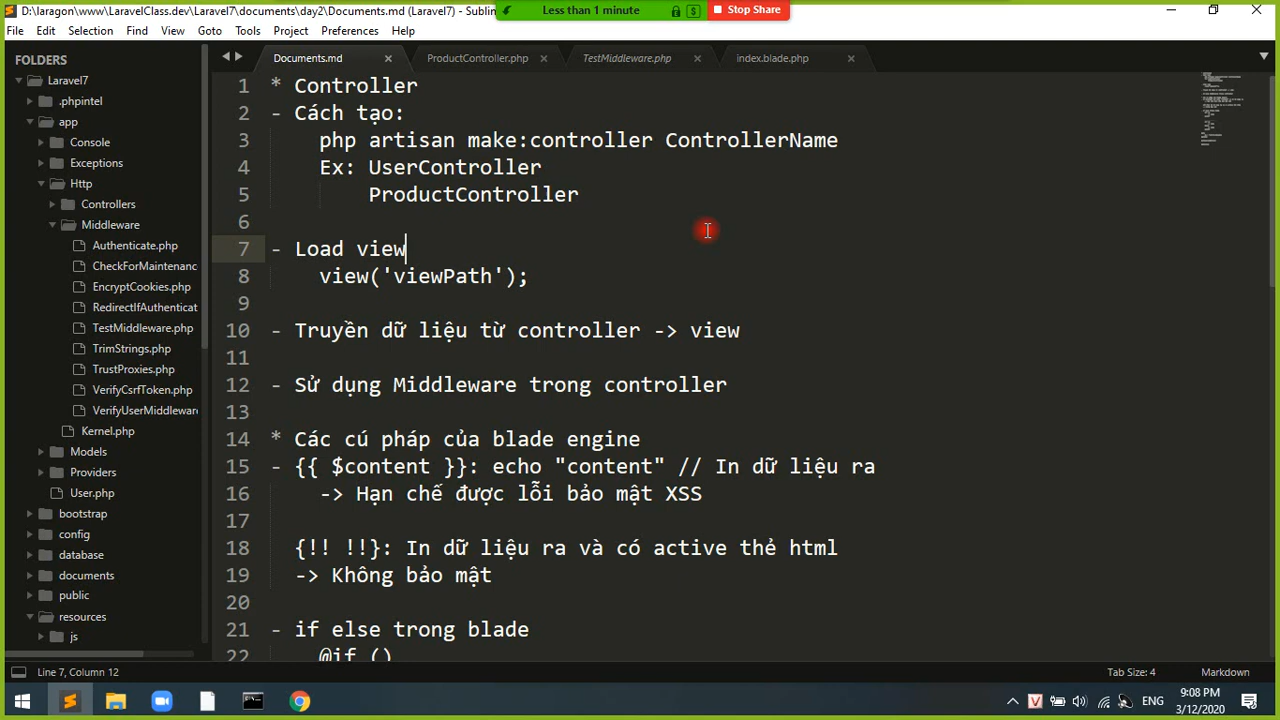 D:\laragon\www\LaravelClass.dev\Laravel7\documents\day2\Documents.md (Laravel7) - Sublim
Less than 1 minute
Stop Share
File Edit Selection Find View Goto Tools Project Preferences Help
FOLDERS
Laravel7
.phpintel
app
Console
Exceptions
Http
Controllers
Middleware
Authenticate.php
CheckForMaintenanc
EncryptCookies.php
RedirectIfAuthenticat
TestMiddleware.php
TrimStrings.php
TrustProxies.php
VerifyCsrfToken.php
VerifyUserMiddleware
Kernel.php
Models
Providers
User.php
bootstrap
config
database
documents
public
resources
js
Documents.md ProductController.php TestMiddleware.php index.blade.php
1 * Controller
2 - Cách tạo:
3 php artisan make:controller ControllerName
4 Ex: UserController
5 ProductController
6
7 - Load view
8 view('viewPath');
9
10 - Truyền dữ liệu từ controller -> view
11
12 - Sử dụng Middleware trong controller
13
14 * Các cú pháp của blade engine
15 - {{ $content }}: echo "content" // In dữ liệu ra
16 -> Hạn chế được lỗi bảo mật XSS
17
18 {!! !!}: In dữ liệu ra và có active thẻ html
19 -> Không bảo mật
20
21 - if else trong blade
22 @if ()
Line 7, Column 12
Tab Size: 4
Markdown
ENG
9:08 PM
3/12/2020